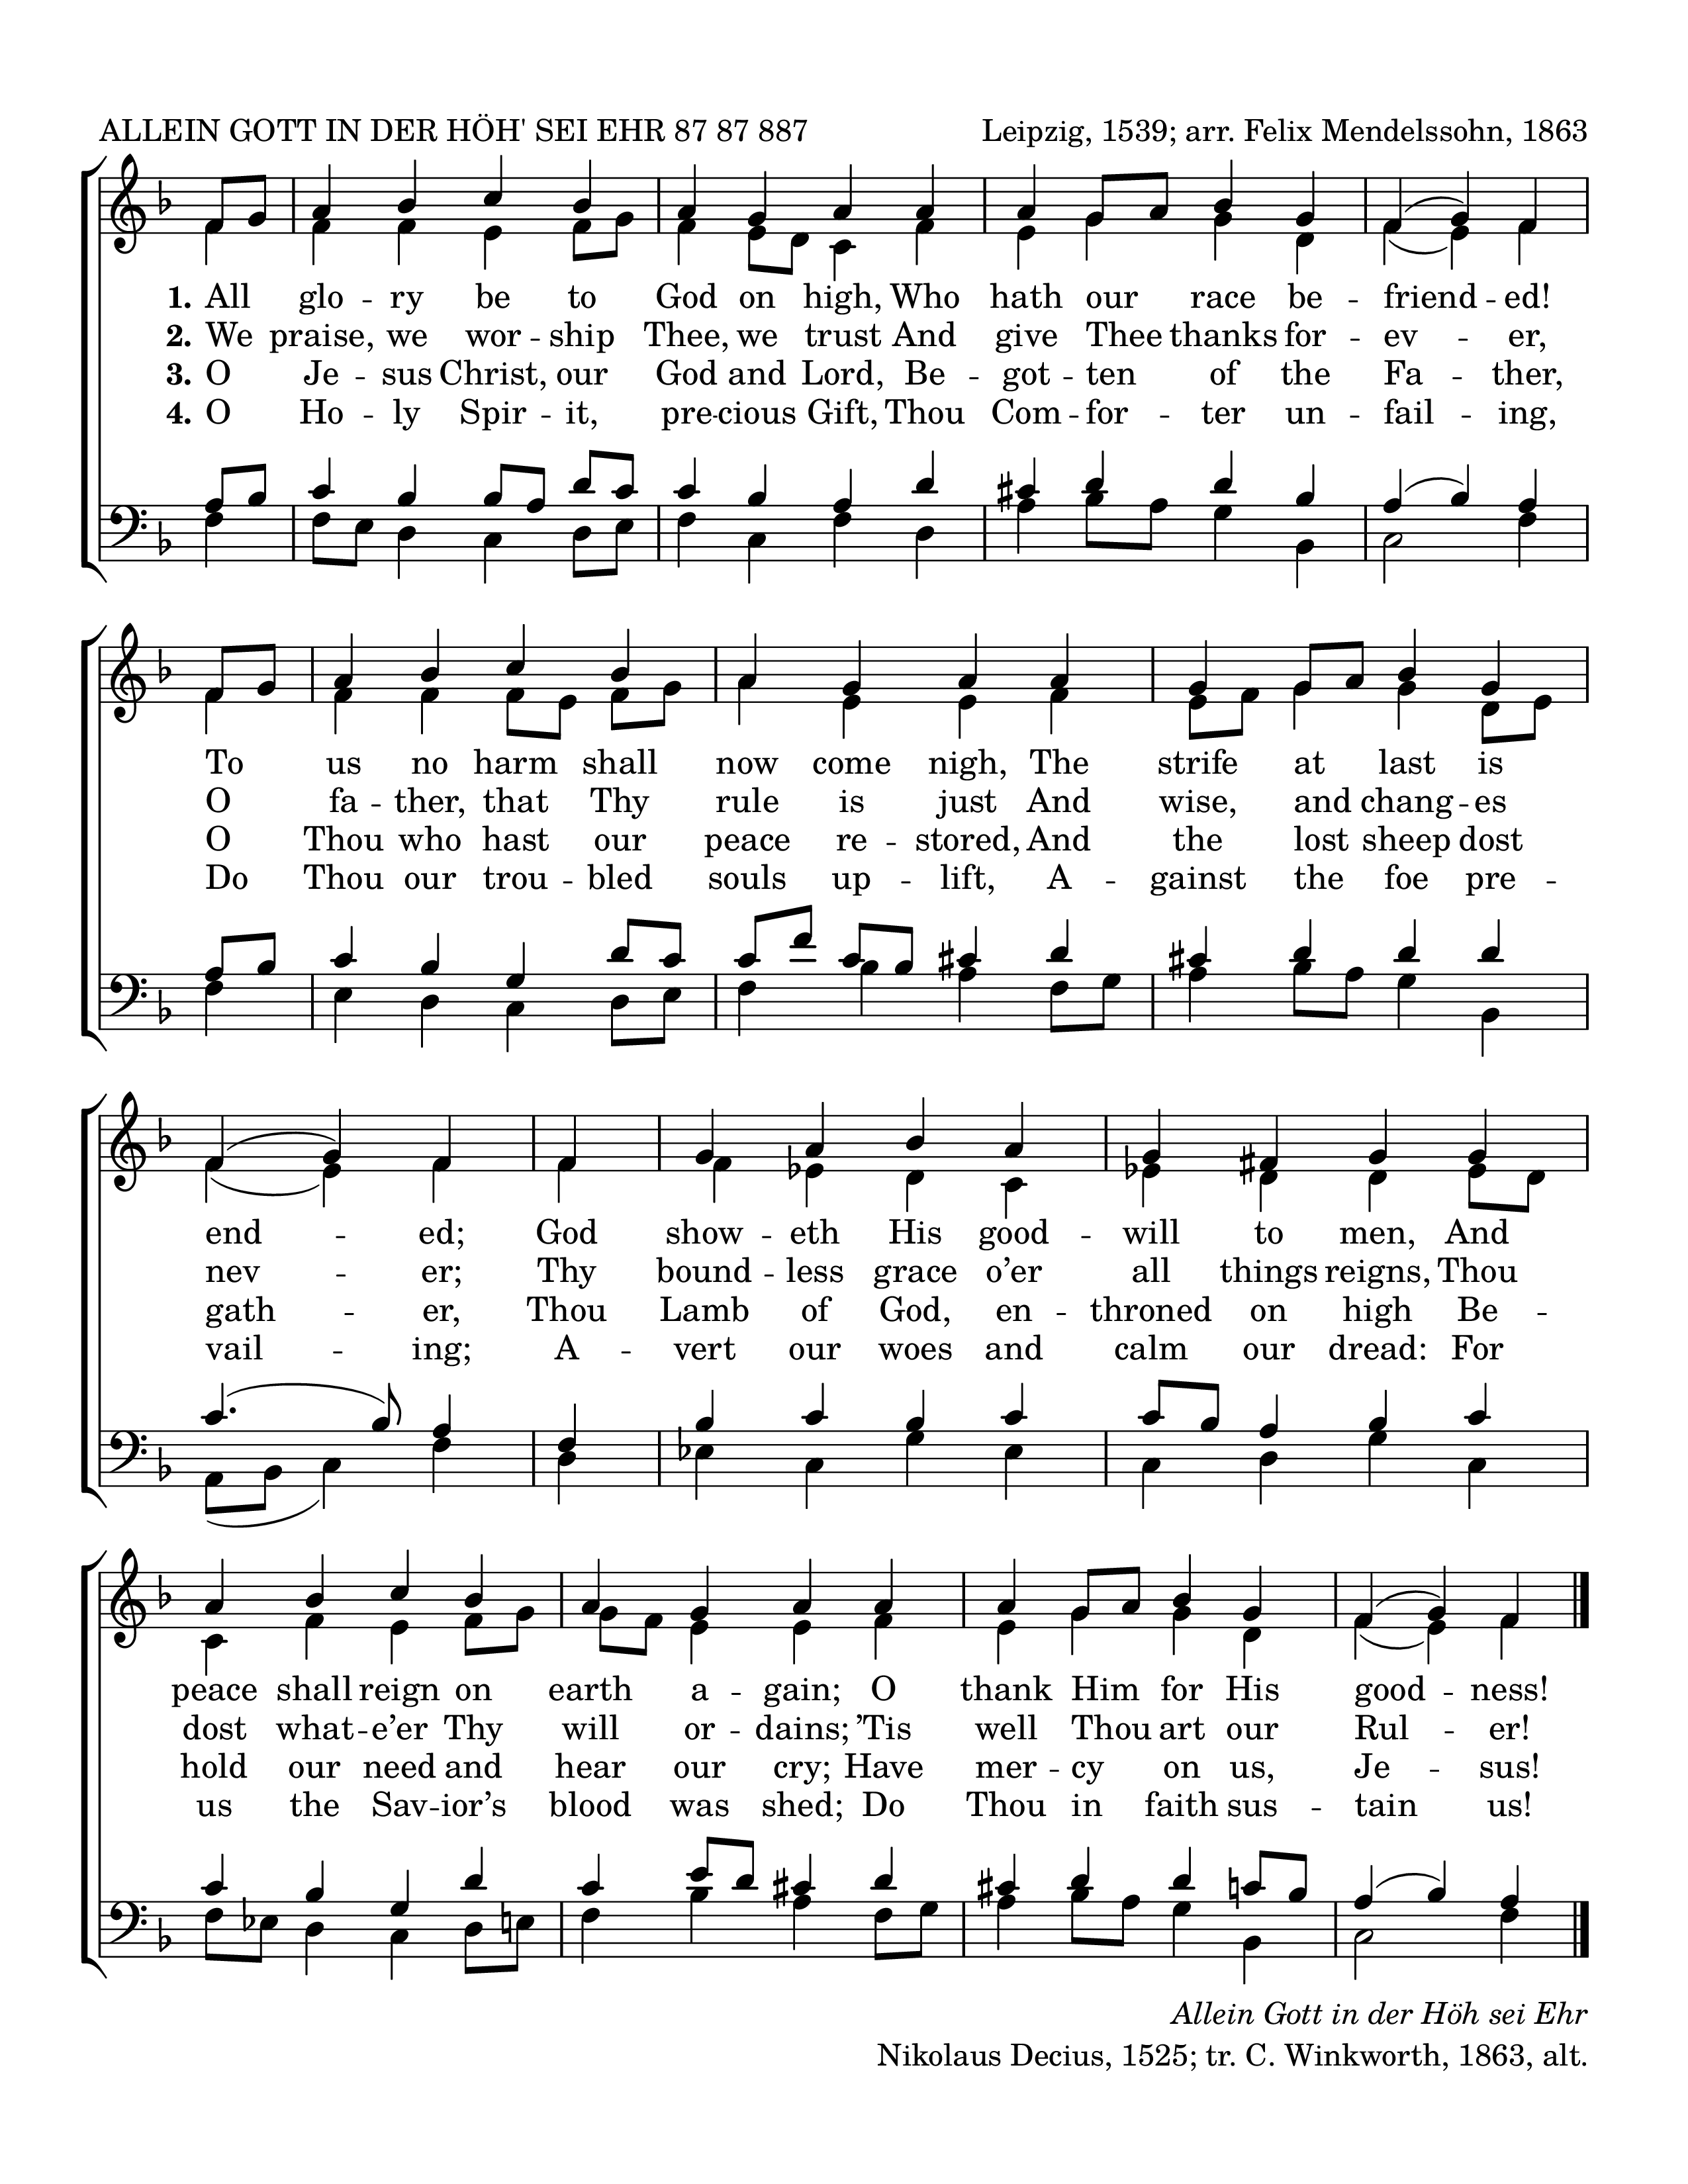 ALLEIN GOTT IN DER HÖH' SEI EHR 87 87 887
Leipzig, 1539; arr. Felix Mendelssohn, 1863
1. All glo -- ry be to God on high, Who hath our race be -- friend -- ed!
2. We praise, we wor -- ship Thee, we trust And give Thee thanks for -- ev -- er,
3. O Je -- sus Christ, our God and Lord, Be -- got -- ten of the Fa -- ther,
4. O Ho -- ly Spir -- it, pre -- cious Gift, Thou Com -- for -- ter un -- fail -- ing,
To us no harm shall now come nigh, The strife at last is
O fa -- ther, that Thy rule is just And wise, and chang -- es
O Thou who hast our peace re -- stored, And the lost sheep dost
Do Thou our trou -- bled souls up -- lift, A -- gainst the foe pre --
end -- ed; God show -- eth His good -- will to men, And
nev -- er; Thy bound -- less grace o’er all things reigns, Thou
gath -- er, Thou Lamb of God, en -- throned on high Be --
vail -- ing; A -- vert our woes and calm our dread: For
peace shall reign on earth a -- gain; O thank Him for His good -- ness!
dost what -- e’er Thy will or -- dains; ’Tis well Thou art our Rul -- er!
hold our need and hear our cry; Have mer -- cy on us, Je -- sus!
us the Sav -- ior’s blood was shed; Do Thou in faith sus -- tain us!
Allein Gott in der Höh sei Ehr
Nikolaus Decius, 1525; tr. C. Winkworth, 1863, alt.